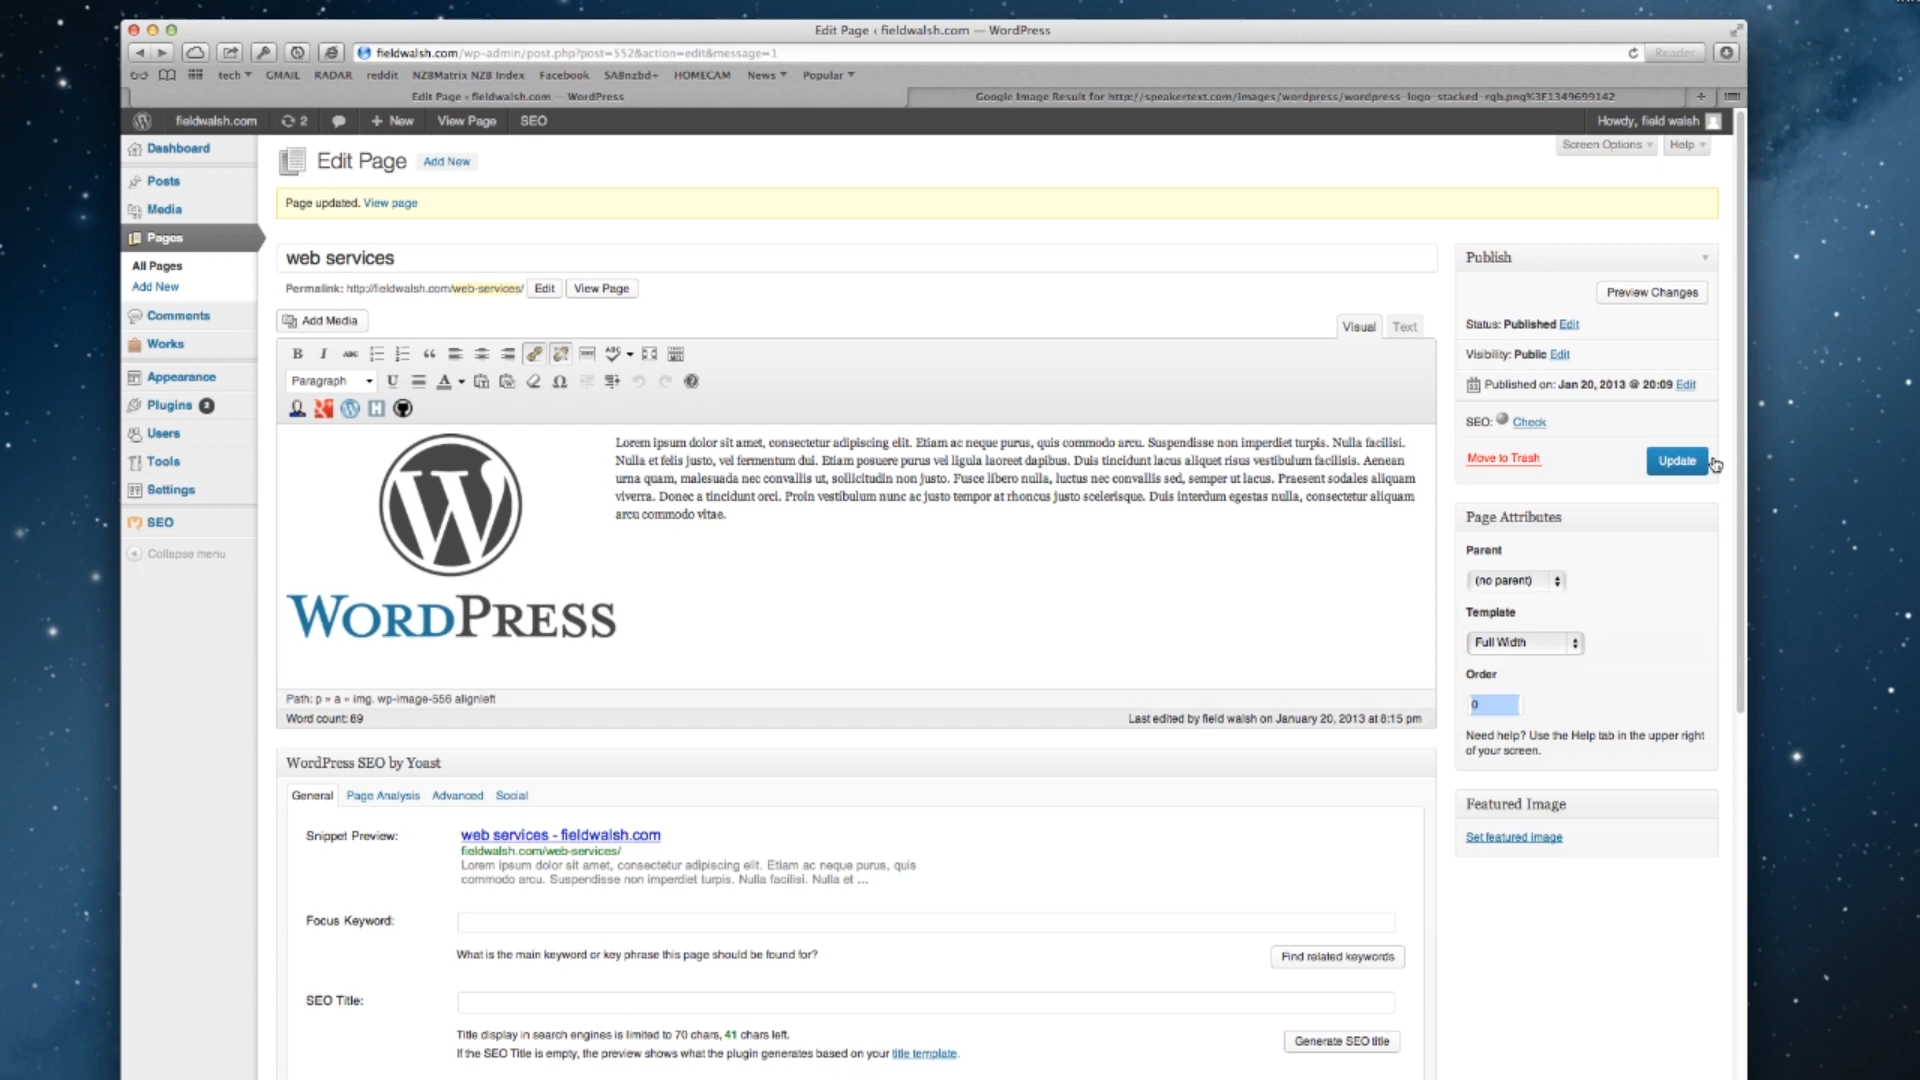 Edit Page ‹ fieldwalsh.com — WordPress
fieldwalsh.com/wp-admin/post.php?post=552&action=edit&message=1
Reader
tech GMAIL RADAR reddit NZBMatrix NZB Index Facebook SABnzbd+ HOMECAM News Popular
Edit Page ‹ fieldwalsh.com — WordPress
Google Image Result for http://speakertext.com/images/wordpress/wordpress-logo-stacked-rgb.png%3F1349699142
fieldwalsh.com 2 + New View Page SEO Howdy, field walsh
Screen Options Help
Dashboard
Posts
Media
Pages
All Pages
Add New
Comments
Works
Appearance
Plugins 2
Users
Tools
Settings
SEO
Collapse menu
Edit Page Add New
Page updated. View page
web services
Permalink: http://fieldwalsh.com/web-services/ Edit View Page
Add Media
Visual Text
B I ABC ABC
Paragraph U A Ω
Lorem ipsum dolor sit amet, consectetur adipiscing elit. Etiam ac neque purus, quis commodo arcu. Suspendisse non imperdiet turpis. Nulla facilisi.
Nulla et felis justo, vel fermentum dui. Etiam posuere purus vel ligula laoreet dapibus. Duis tincidunt lacus aliquet risus vestibulum facilisis. Aenean
urna quam, malesuada nec convallis ut, sollicitudin non justo. Fusce libero nulla, luctus nec convallis sed, semper ut lacus. Praesent sodales aliquam
viverra. Donec a tincidunt orci. Proin vestibulum nunc ac justo tempor at rhoncus justo scelerisque. Duis interdum egestas nulla, consectetur aliquam
arcu commodo vitae.
W
WORDPRESS
Path: p » a » img. wp-image-556 alignleft
Word count: 69
Last edited by field walsh on January 20, 2013 at 8:15 pm
WordPress SEO by Yoast
General Page Analysis Advanced Social
Snippet Preview:
web services - fieldwalsh.com
fieldwalsh.com/web-services/
Lorem ipsum dolor sit amet, consectetur adipiscing elit. Etiam ac neque purus, quis
commodo arcu. Suspendisse non imperdiet turpis. Nulla facilisi. Nulla et ...
Focus Keyword:
What is the main keyword or key phrase this page should be found for?
Find related keywords
SEO Title:
Title display in search engines is limited to 70 chars, 41 chars left.
If the SEO Title is empty, the preview shows what the plugin generates based on your title template.
Generate SEO title
Publish
Preview Changes
Status: Published Edit
Visibility: Public Edit
Published on: Jan 20, 2013 @ 20:09 Edit
SEO: Check
Move to Trash
Update
Page Attributes
Parent
(no parent)
Template
Full Width
Order
0
Need help? Use the Help tab in the upper right
of your screen.
Featured Image
Set featured image